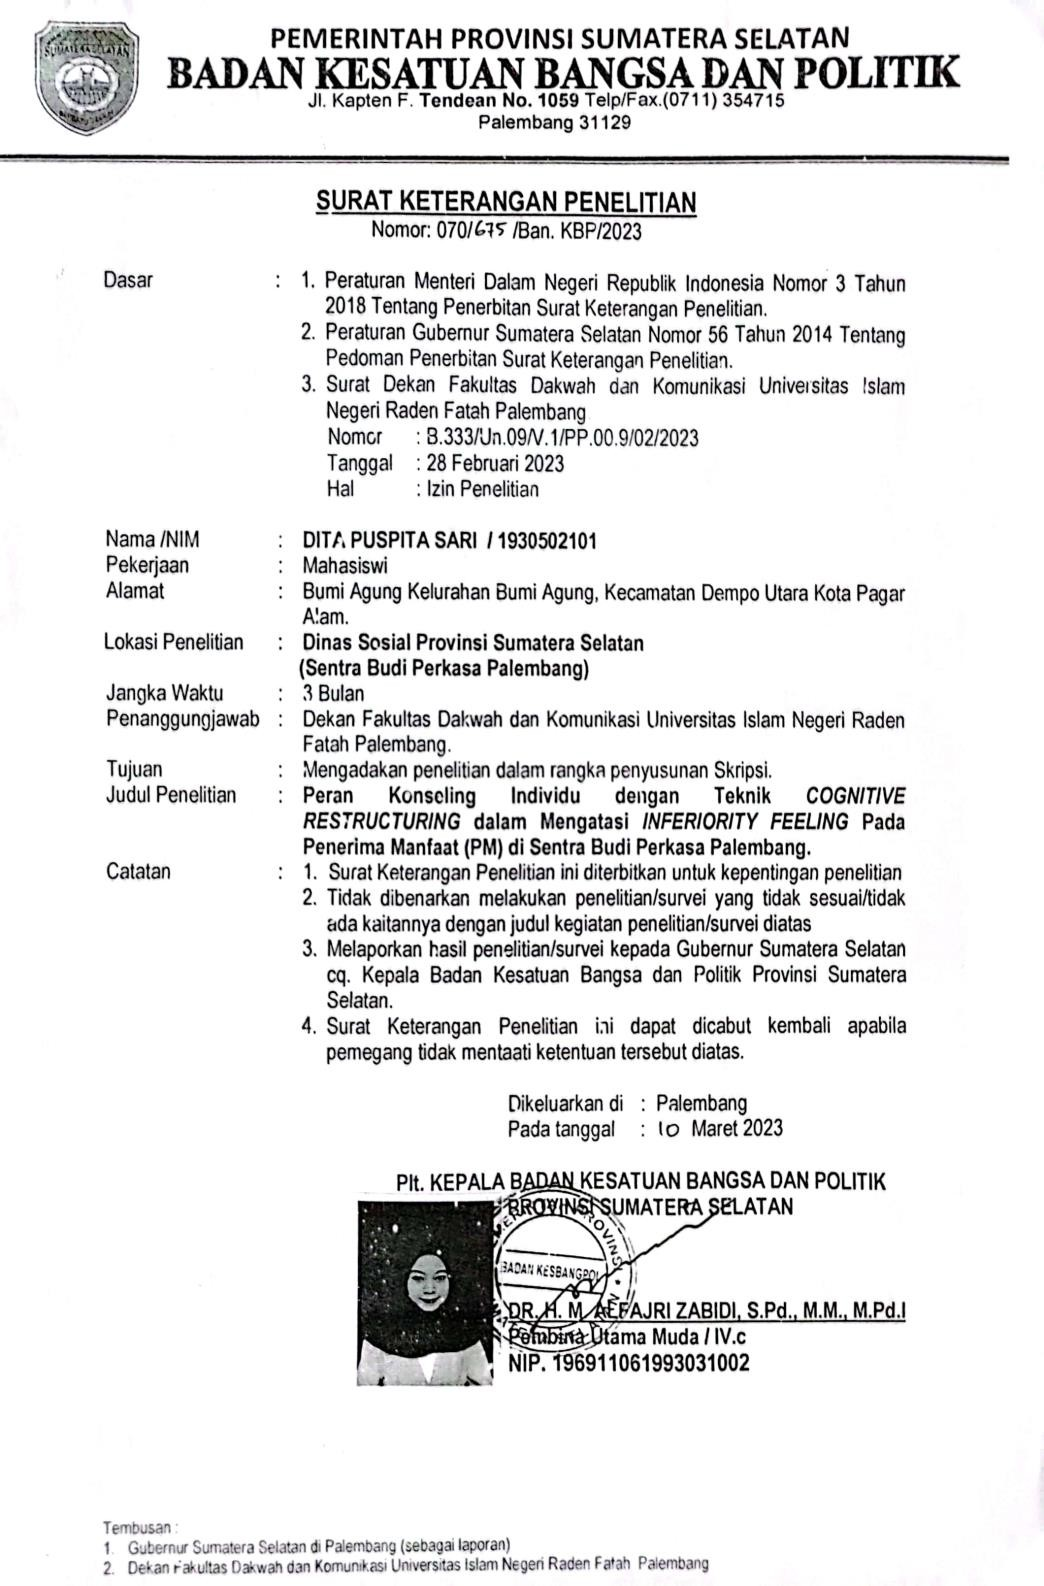 SUMATERA SELATAN
PEMERINTAH PROVINSI SUMATERA SELATAN
BADAN KESATUAN BANGSA DAN POLITIK
Jl. Kapten F. Tendean No. 1059 Telp/Fax.(0711) 354715
Palembang 31129
SURAT KETERANGAN PENELITIAN
Nomor: 070/675 /Ban. KBP/2023
Dasar : 1. Peraturan Menteri Dalam Negeri Republik Indonesia Nomor 3 Tahun
2018 Tentang Penerbitan Surat Keterangan Penelitian.
2. Peraturan Gubernur Sumatera Selatan Nomor 56 Tahun 2014 Tentang
Pedoman Penerbitan Surat Keterangan Penelitian.
3. Surat Dekan Fakultas Dakwah dan Komunikasi Universitas Islam
Negeri Raden Fatah Palembang
Nomor : B.333/Un.09/V.1/PP.00.9/02/2023
Tanggal : 28 Februari 2023
Hal : Izin Penelitian
Nama /NIM : DITA PUSPITA SARI / 1930502101
Pekerjaan : Mahasiswi
Alamat : Bumi Agung Kelurahan Bumi Agung, Kecamatan Dempo Utara Kota Pagar
Alam.
Lokasi Penelitian : Dinas Sosial Provinsi Sumatera Selatan
(Sentra Budi Perkasa Palembang)
Jangka Waktu : 3 Bulan
Penanggungjawab : Dekan Fakultas Dakwah dan Komunikasi Universitas Islam Negeri Raden
Fatah Palembang.
Tujuan : Mengadakan penelitian dalam rangka penyusunan Skripsi.
Judul Penelitian : Peran Konseling Individu dengan Teknik COGNITIVE
RESTRUCTURING dalam Mengatasi INFERIORITY FEELING Pada
Penerima Manfaat (PM) di Sentra Budi Perkasa Palembang.
Catatan : 1. Surat Keterangan Penelitian ini diterbitkan untuk kepentingan penelitian
2. Tidak dibenarkan melakukan penelitian/survei yang tidak sesuai/tidak
ada kaitannya dengan judul kegiatan penelitian/survei diatas
3. Melaporkan hasil penelitian/survei kepada Gubernur Sumatera Selatan
cq. Kepala Badan Kesatuan Bangsa dan Politik Provinsi Sumatera
Selatan.
4. Surat Keterangan Penelitian ini dapat dicabut kembali apabila
pemegang tidak mentaati ketentuan tersebut diatas.
Dikeluarkan di : Palembang
Pada tanggal : 10 Maret 2023
Plt. KEPALA BADAN KESATUAN BANGSA DAN POLITIK
PROVINSI SUMATERA SELATAN
BADAN KESBANGPOL
DR. H. M. ALFAJRI ZABIDI, S.Pd., M.M., M.Pd.I
Pembina Utama Muda / IV.c
NIP. 196911061993031002
Tembusan :
1. Gubernur Sumatera Selatan di Palembang (sebagai laporan)
2. Dekan Fakultas Dakwah dan Komunikasi Universitas Islam Negeri Raden Fatah Palembang